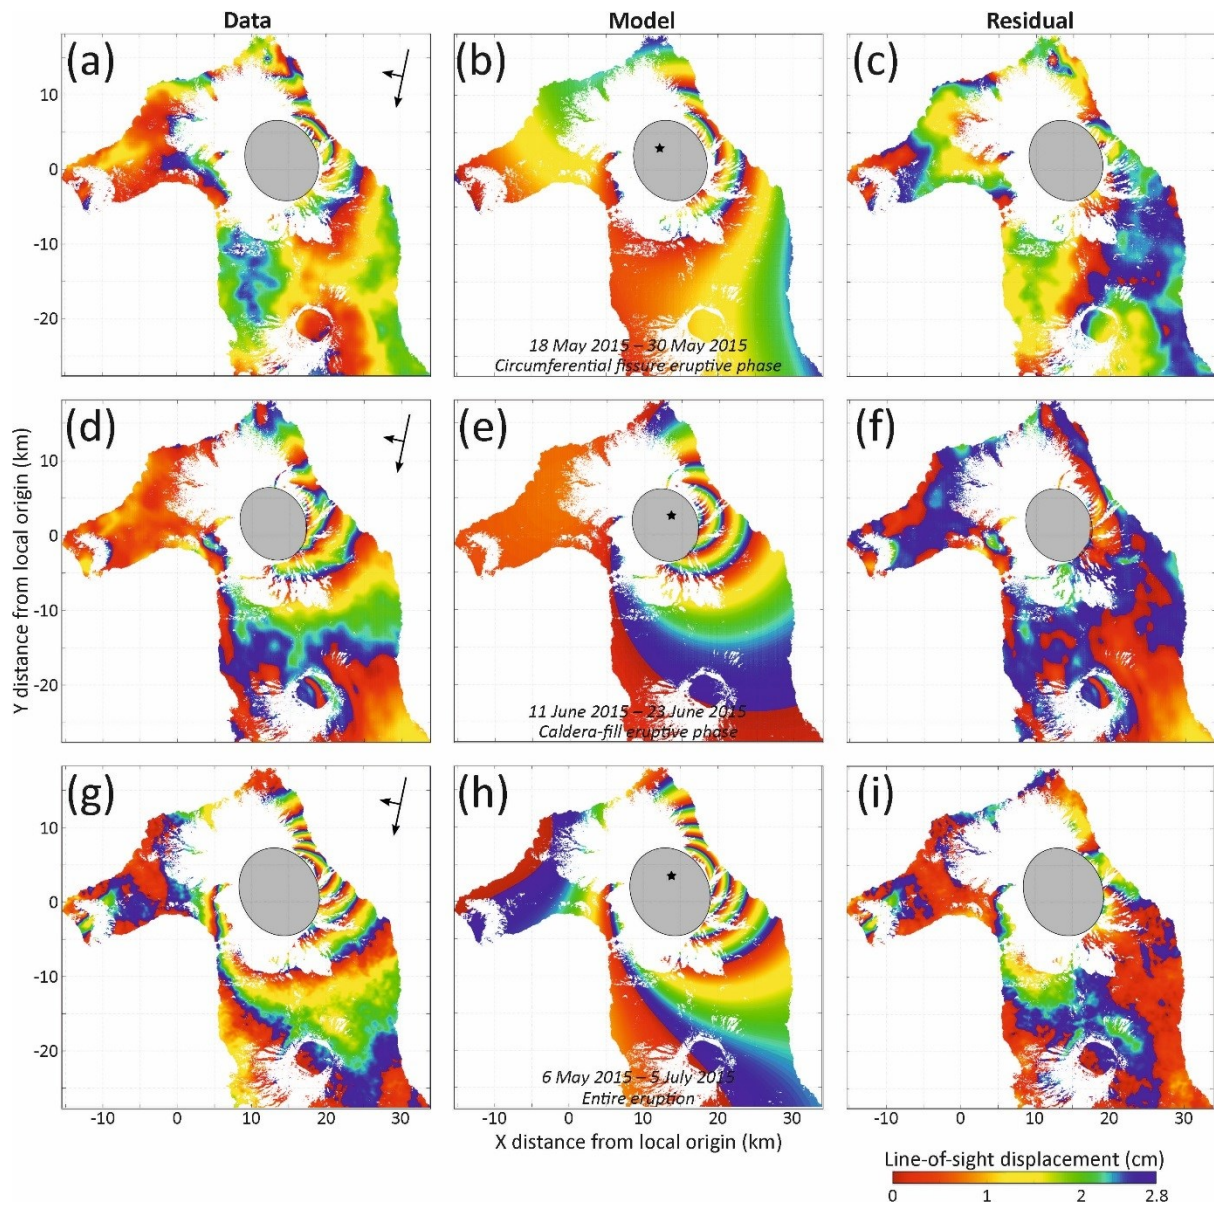 Data Model Residual
(a) (b) (c)
10
0
-10
-20
18 May 2015 – 30 May 2015
Circumferential fissure eruptive phase
(d) (e) (f)
10
0
-10
-20
11 June 2015 – 23 June 2015
Caldera-fill eruptive phase
(g) (h) (i)
10
0
-10
-20
6 May 2015 – 5 July 2015
Entire eruption
Y distance from local origin (km)
-10 0 10 20 30 -10 0 10 20 30 -10 0 10 20 30
X distance from local origin (km)
Line-of-sight displacement (cm)
0 1 2 2.8